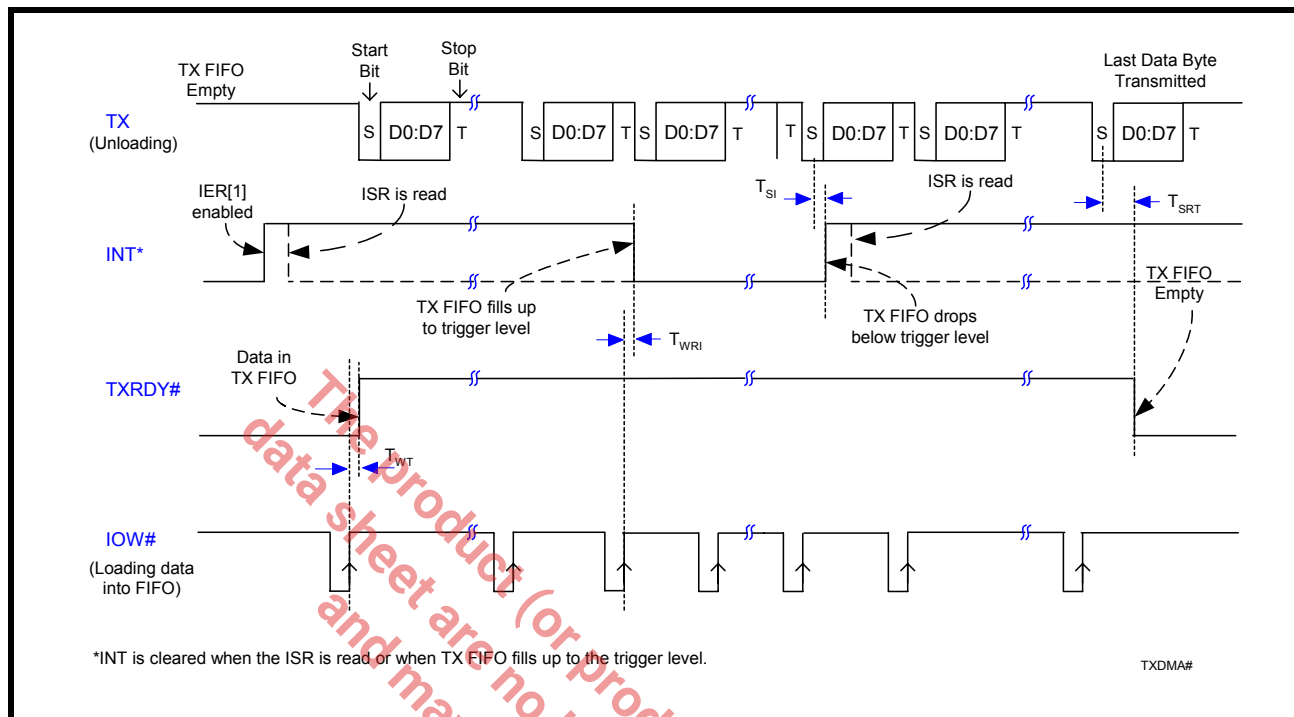 Start
Bit
Stop
Bit
TX FIFO
Empty
Last Data Byte
Transmitted
TX
(Unloading)
S D0:D7 T S D0:D7 T S D0:D7 T T S D0:D7 T S D0:D7 T S D0:D7 T
IER[1]
enabled
ISR is read
TSI
ISR is read
TSRT
INT*
TX FIFO fills up
to trigger level
TX FIFO drops
below trigger level
TX FIFO
Empty
TWRI
Data in
TX FIFO
TXRDY#
TWT
IOW#
(Loading data
into FIFO)
*INT is cleared when the ISR is read or when TX FIFO fills up to the trigger level.
TXDMA#
The product (or prod
data sheet are no
and ma